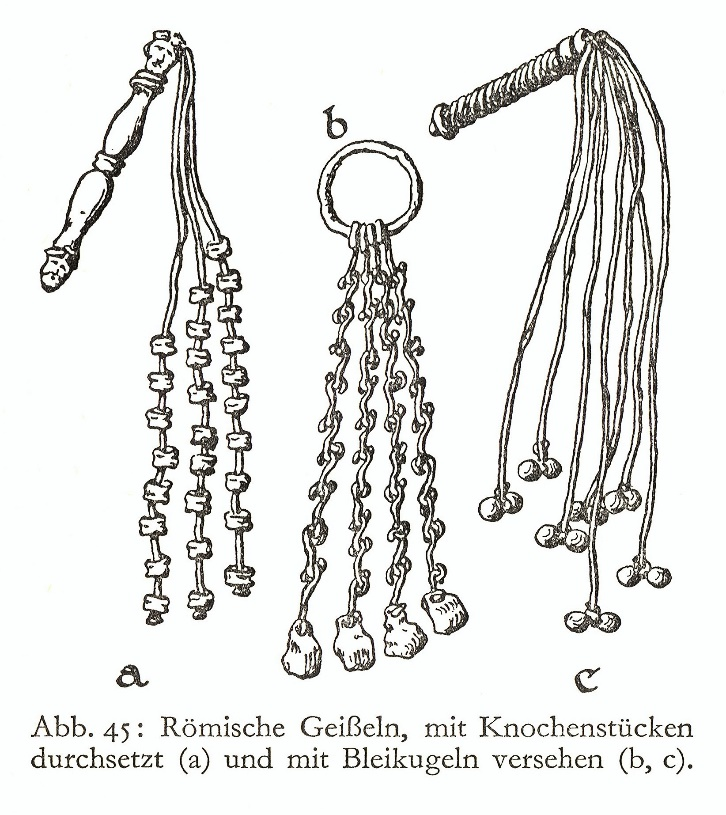 b
a
c
Abb. 45: Römische Geißeln, mit Knochenstücken
durchsetzt (a) und mit Bleikugeln versehen (b, c).